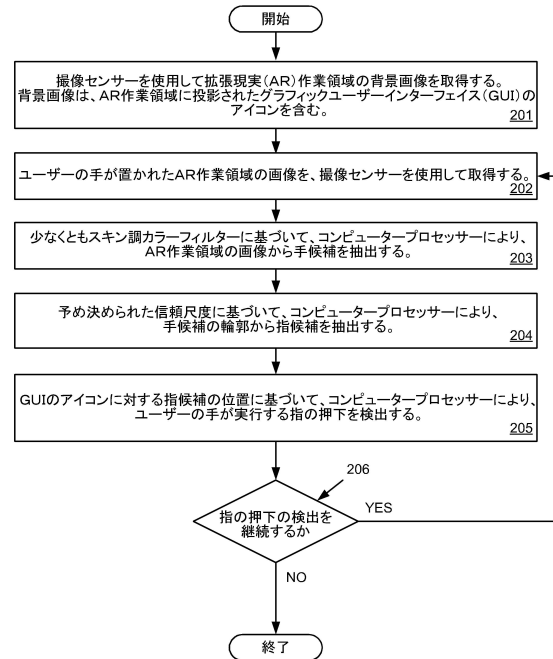 開始
撮像センサーを使用して拡張現実(AR)作業領域の背景画像を取得する。
背景画像は、AR作業領域に投影されたグラフィックユーザーインターフェイス(GUI)の
アイコンを含む。
201
ユーザーの手が置かれたAR作業領域の画像を、撮像センサーを使用して取得する。
202
少なくともスキン調カラーフィルターに基づいて、コンピュータープロセッサーにより、
AR作業領域の画像から手候補を抽出する。
203
予め決められた信頼尺度に基づいて、コンピュータープロセッサーにより、
手候補の輪郭から指候補を抽出する。
204
GUIのアイコンに対する指候補の位置に基づいて、コンピュータープロセッサーにより、
ユーザーの手が実行する指の押下を検出する。
205
206
指の押下の検出を
継続するか
YES
NO
終了